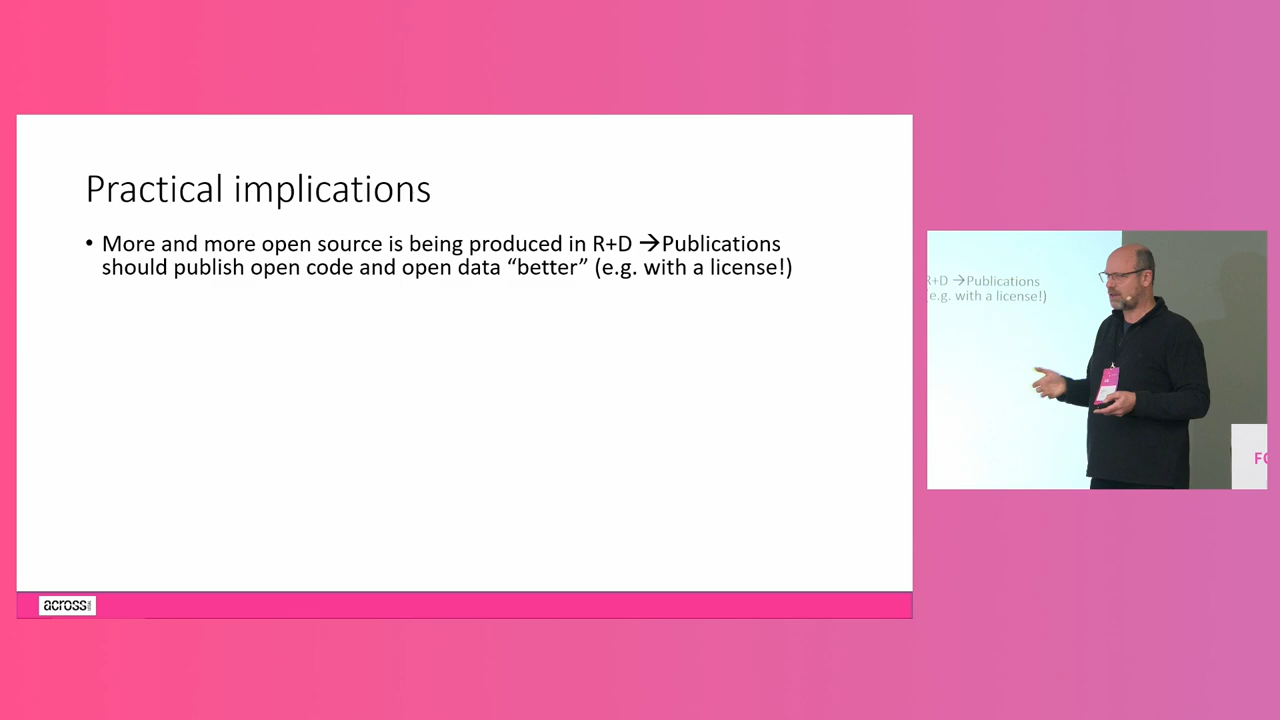 Practical implications
• More and more open source is being produced in R+D →Publications
should publish open code and open data “better” (e.g. with a license!)
across
R+D →Publications
(e.g. with a license!)